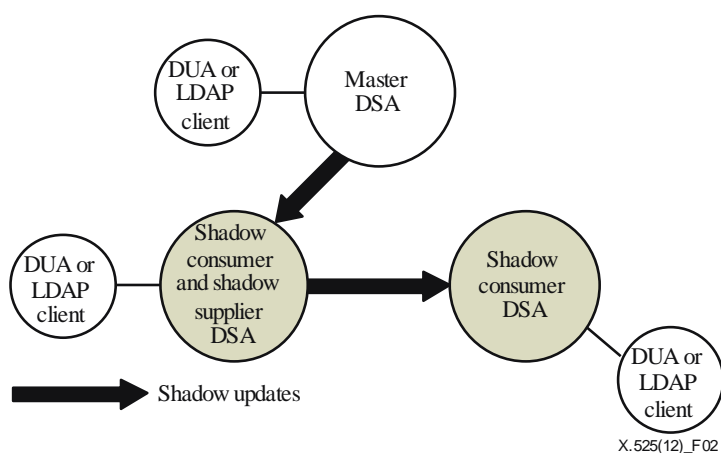 DUA or
LDAP
client
Master
DSA
DUA or
LDAP
client
Shadow
consumer
and shadow
supplier
DSA
Shadow
consumer
DSA
DUA or
LDAP
client
Shadow updates
X.525(12)_F02